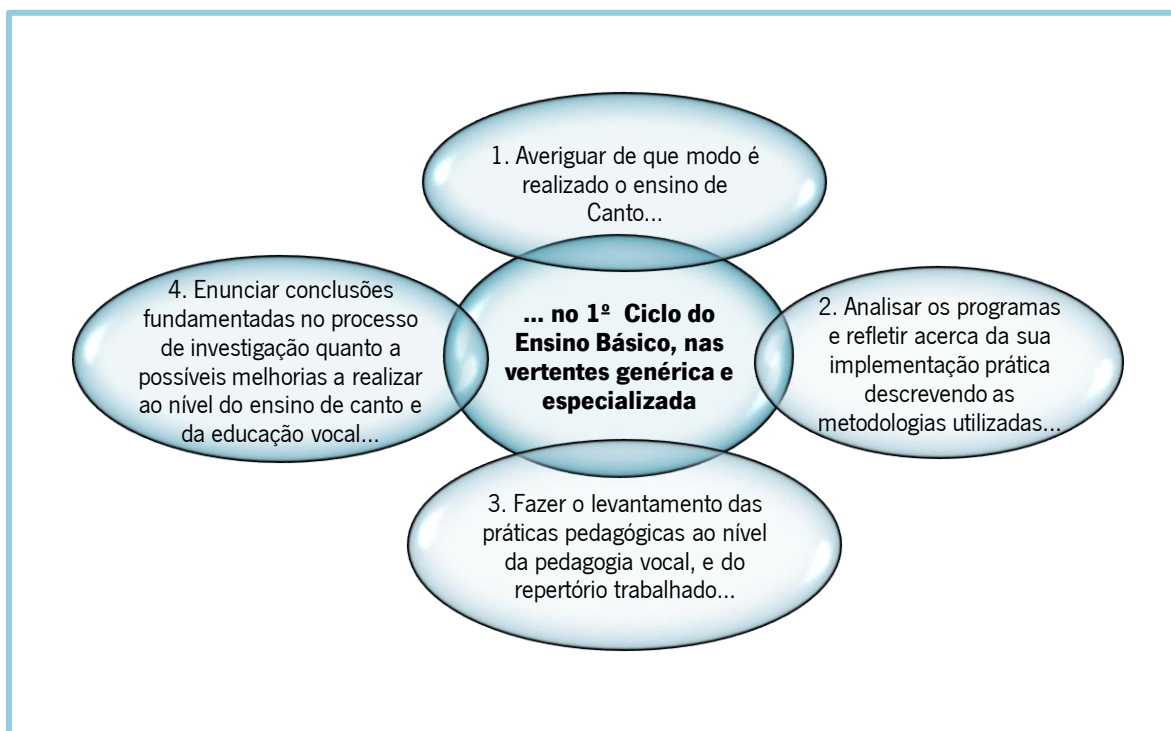 1. Averiguar de que modo é
realizado o ensino de
Canto...
... no 1º Ciclo do
Ensino Básico, nas
vertentes genérica e
especializada
2. Analisar os programas
e refletir acerca da sua
implementação prática
descrevendo as
metodologias utilizadas...
3. Fazer o levantamento das
práticas pedagógicas ao nível
da pedagogia vocal, e do
repertório trabalhado...
4. Enunciar conclusões
fundamentadas no processo
de investigação quanto a
possíveis melhorias a realizar
ao nível do ensino de canto e
da educação vocal...